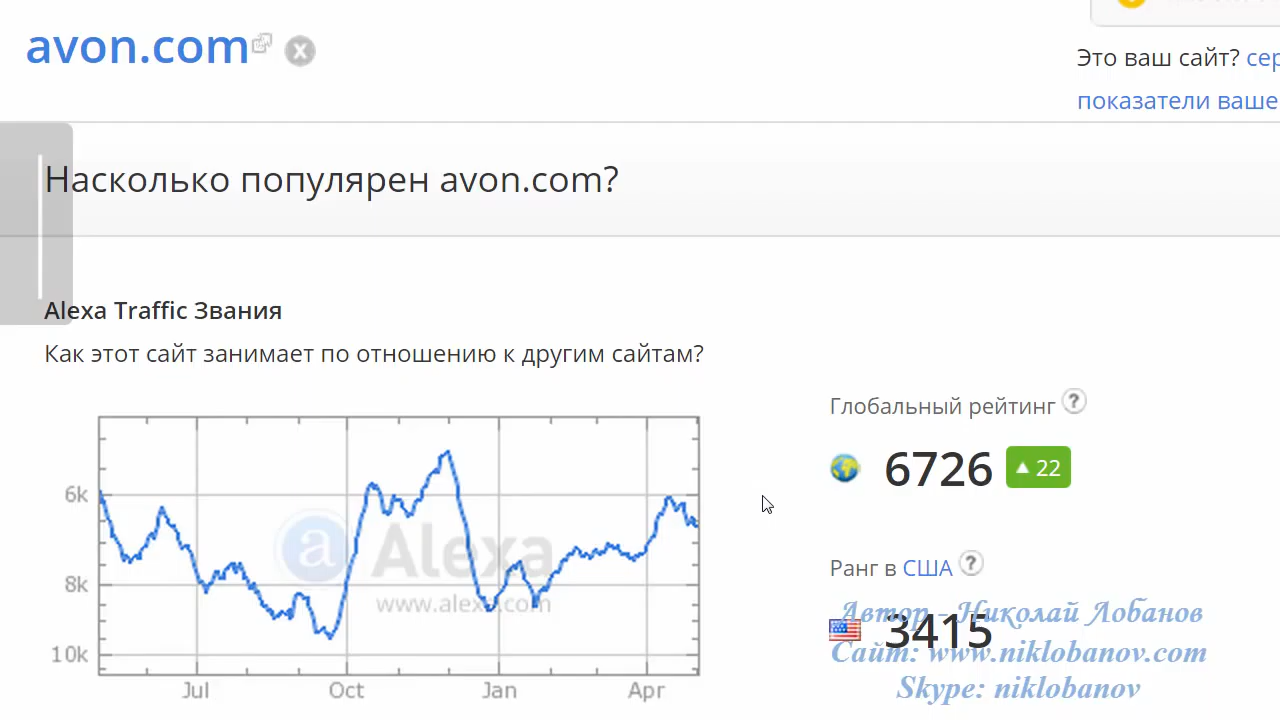 avon.com
Это ваш сайт? сер
показатели ваше
Насколько популярен avon.com?
Alexa Traffic Звания
Как этот сайт занимает по отношению к другим сайтам?
Глобальный рейтинг ?
6726 22
Ранг в США ?
3415
6k
8k
10k
a Alexa
www.alexa.com
Jul Oct Jan Apr
Автор - Николай Лобанов
Сайт: www.niklobanov.com
Skype: niklobanov